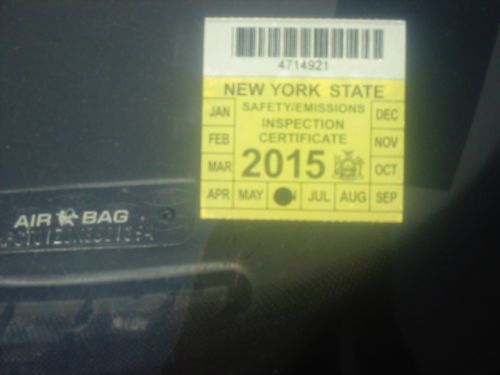 4714921
NEW YORK STATE
JAN SAFETY/EMISSIONS DEC
INSPECTION
FEB CERTIFICATE NOV
MAR 2015 OCT
APR MAY JUL AUG SEP
AIR BAG